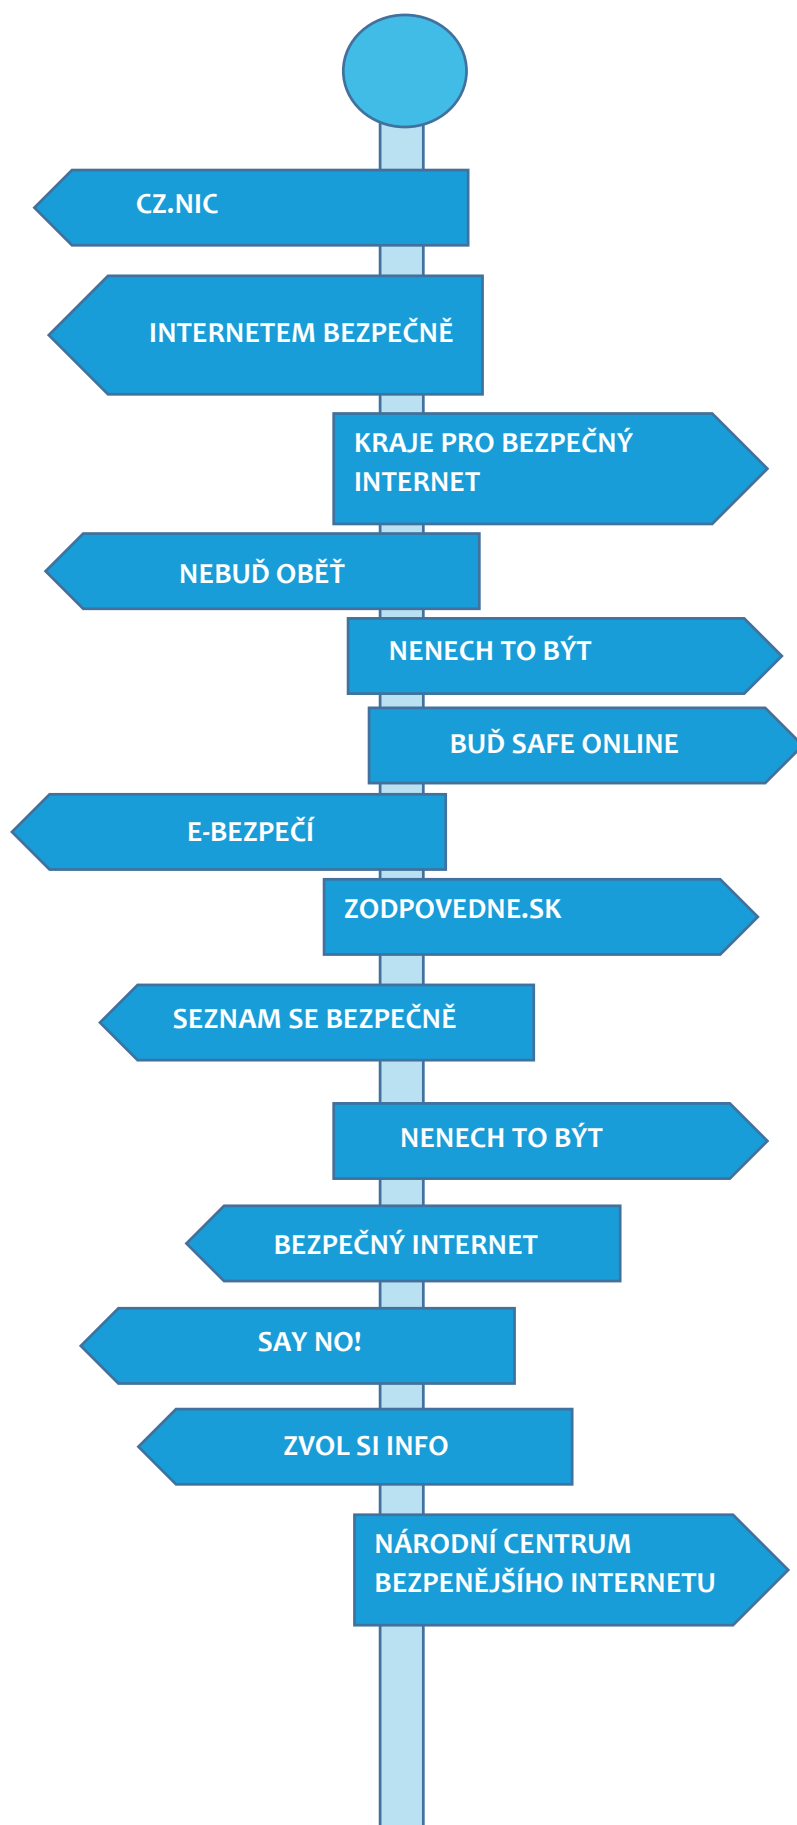 CZ.NIC
INTERNETEM BEZPEČNĚ
KRAJE PRO BEZPEČNÝ
INTERNET
NEBUĎ OBĚŤ
NENECH TO BÝT
BUĎ SAFE ONLINE
E-BEZPEČÍ
ZODPOVEDNE.SK
SEZNAM SE BEZPEČNĚ
NENECH TO BÝT
BEZPEČNÝ INTERNET
SAY NO!
ZVOL SI INFO
NÁRODNÍ CENTRUM
BEZPENĚJŠÍHO INTERNETU